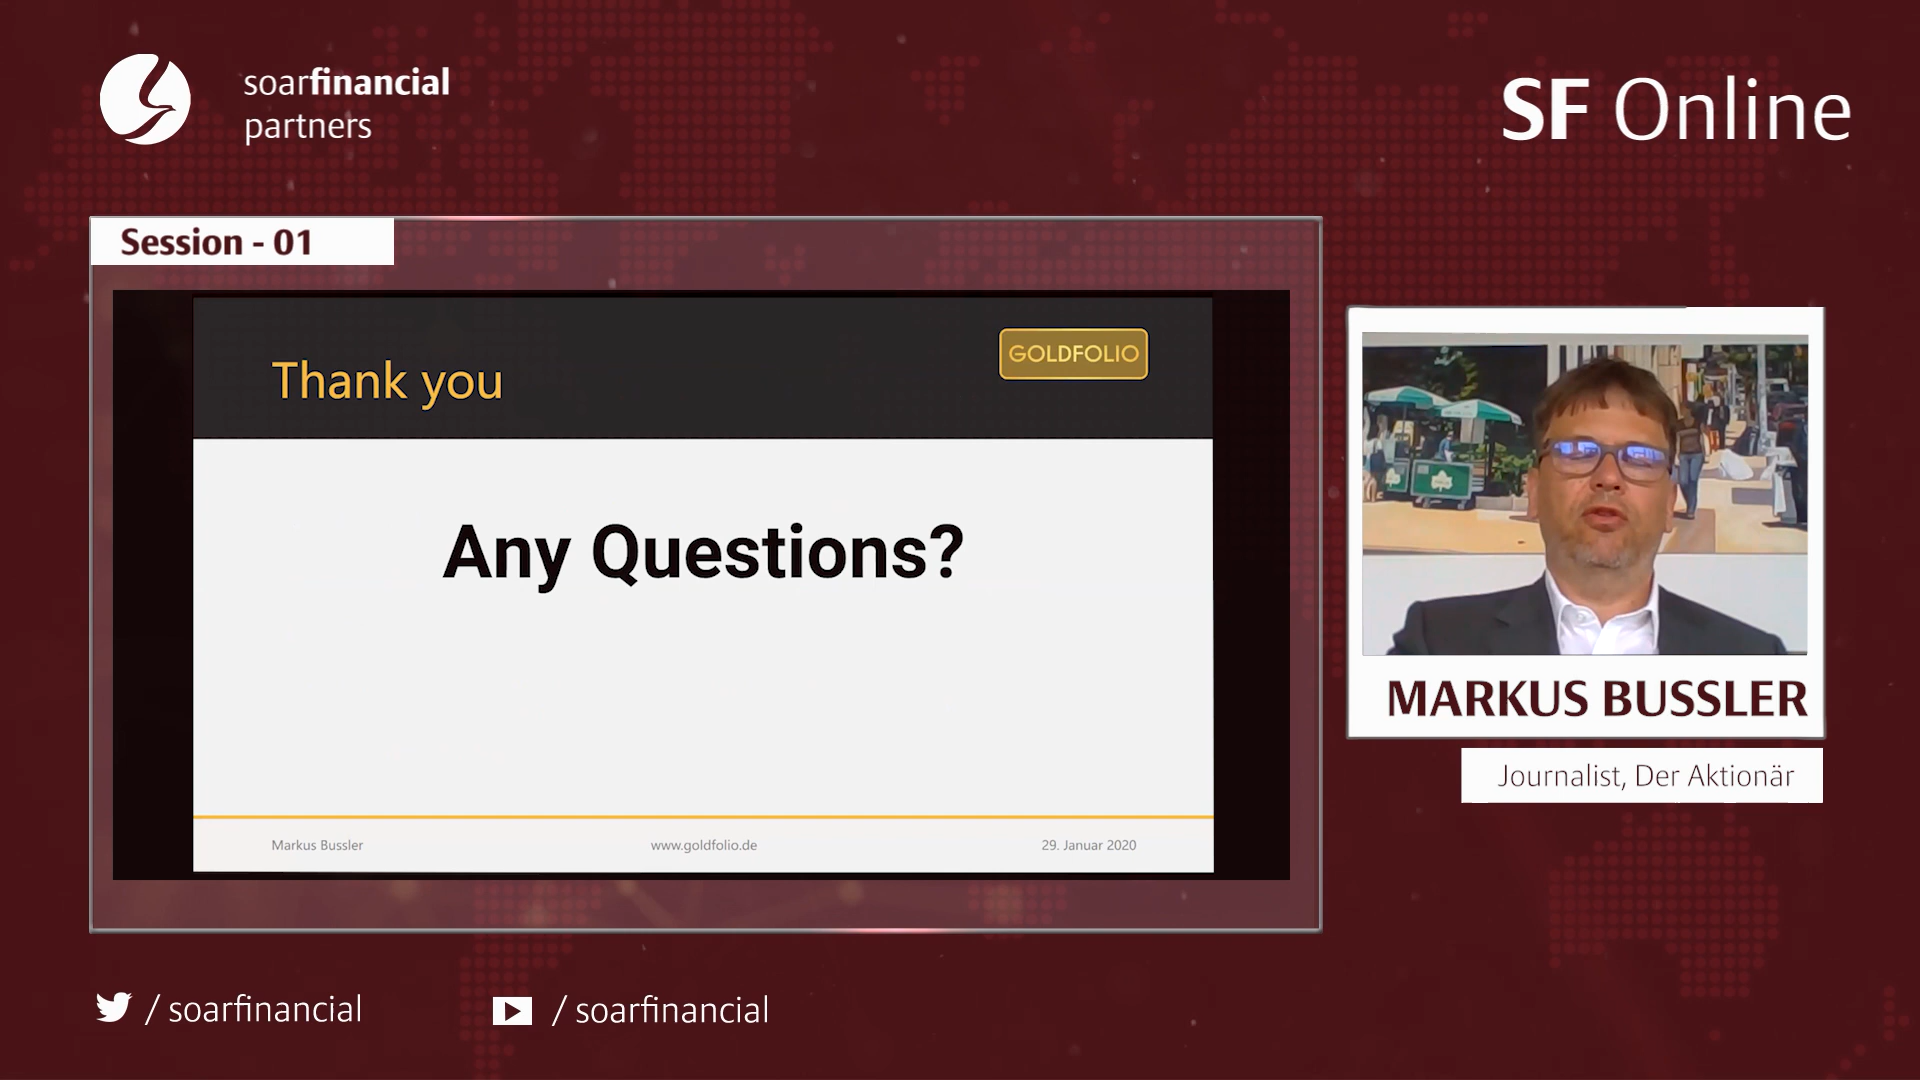 soarfinancial
partners
SF Online
Session - 01
Thank you
GOLDFOLIO
Any Questions?
Markus Bussler
www.goldfolio.de
29. Januar 2020
MARKUS BUSSLER
Journalist, Der Aktionär
/ soarfinancial
/ soarfinancial